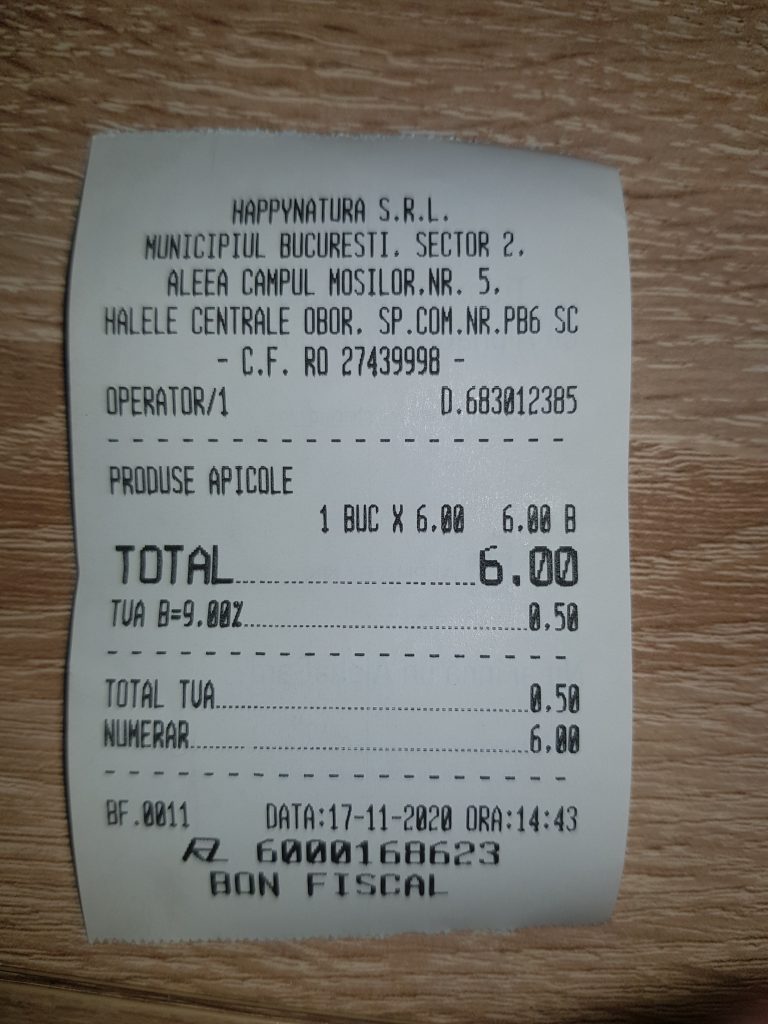 HAPPYNATURA S.R.L.
MUNICIPIUL BUCURESTI, SECTOR 2,
ALEEA CAMPUL MOSILOR,NR. 5,
HALELE CENTRALE OBOR, SP.COM.NR.PB6 SC
- C.F. RO 27439998 -
OPERATOR/1 D.683012385
PRODUSE APICOLE
1 BUC X 6.00 6.00 B
TOTAL 6.00
TVA B=9.00% 0.50
TOTAL TVA 0.50
NUMERAR 6.00
BF.0011 DATA:17-11-2020 ORA:14:43
6000168623
BON FISCAL